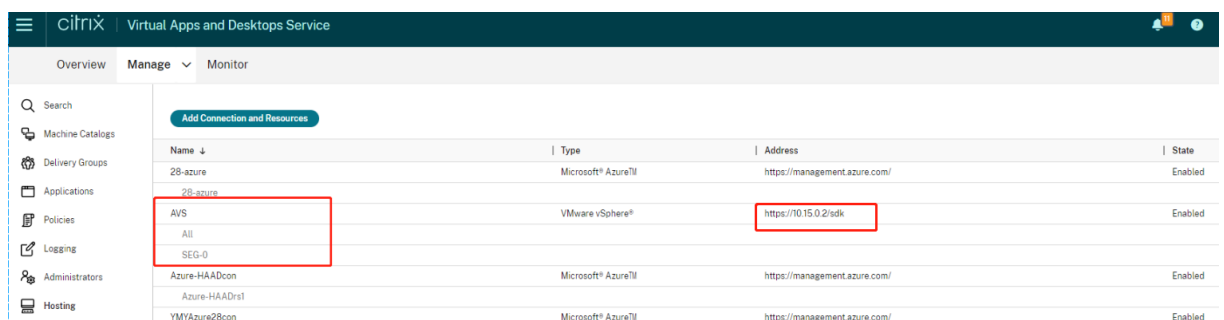 citrix | Virtual Apps and Desktops Service
11 ?
Overview Manage Monitor
Search
Add Connection and Resources
Machine Catalogs
Name ↓ Type Address State
Delivery Groups
28-azure Microsoft® Azure™ https://management.azure.com/ Enabled
Applications
28-azure
Policies
AVS VMware vSphere® https://10.15.0.2/sdk Enabled
All
Logging
SEG-0
Administrators
Azure-HAADcon Microsoft® Azure™ https://management.azure.com/ Enabled
Azure-HAADrs1
Hosting
YMYAzure28con Microsoft® Azure™ https://management.azure.com/ Enabled